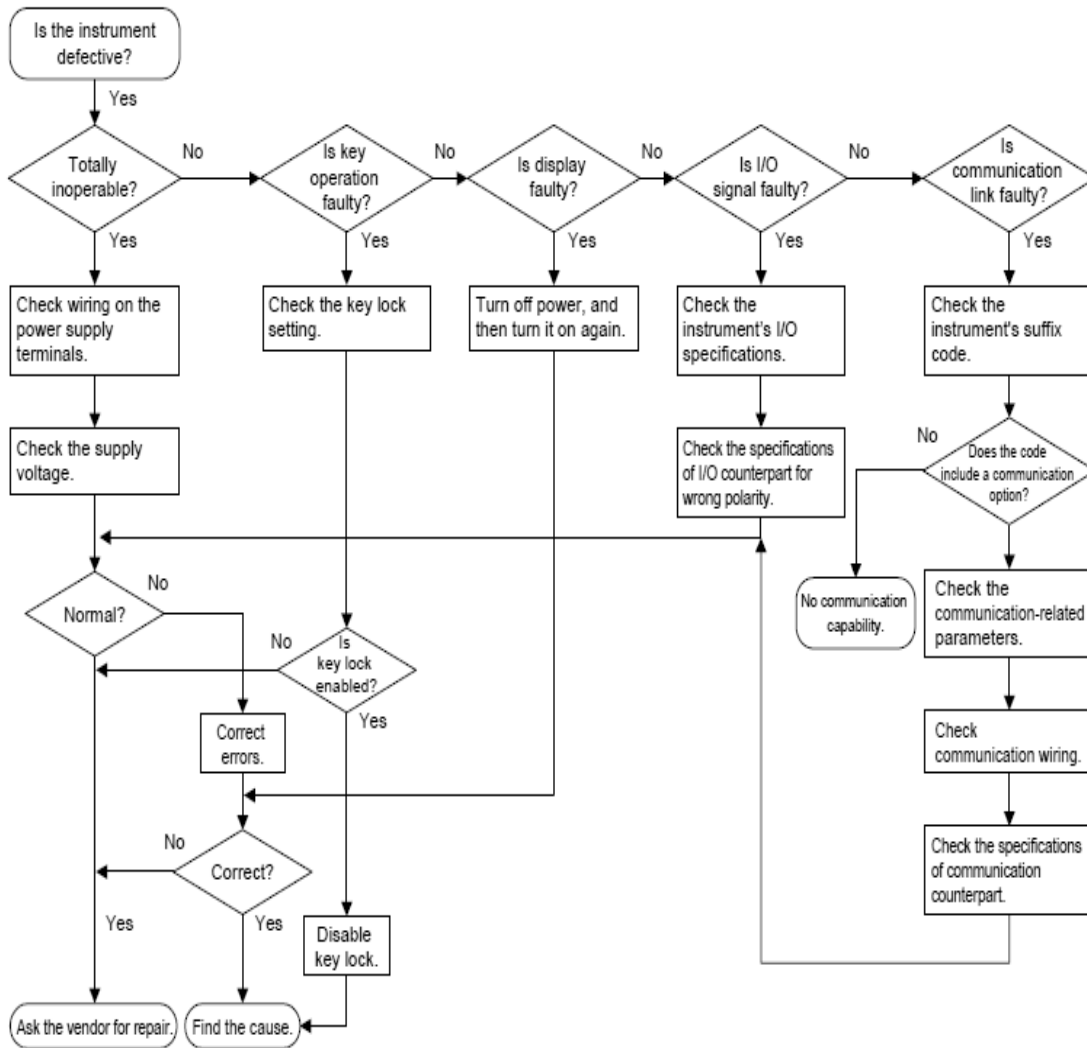 Is the instrument
defective?
Yes
Totally
inoperable?
No
Is key
operation
faulty?
No
Is display
faulty?
No
Is I/O
signal faulty?
No
Is
communication
link faulty?
Yes
Yes
Yes
Yes
Yes
Check wiring on the
power supply
terminals.
Check the key lock
setting.
Turn off power, and
then turn it on again.
Check the
instrument's I/O
specifications.
Check the
instrument's suffix
code.
Check the supply
voltage.
Check the specifications
of I/O counterpart for
wrong polarity.
No
Does the code
include a communication
option?
Normal?
No
No communication
capability.
Check the
communication-related
parameters.
No
Is
key lock
enabled?
Yes
Correct
errors.
Check
communication wiring.
No
Correct?
Check the specifications
of communication
counterpart.
Yes
Yes
Disable
key lock.
Ask the vendor for repair.
Find the cause.